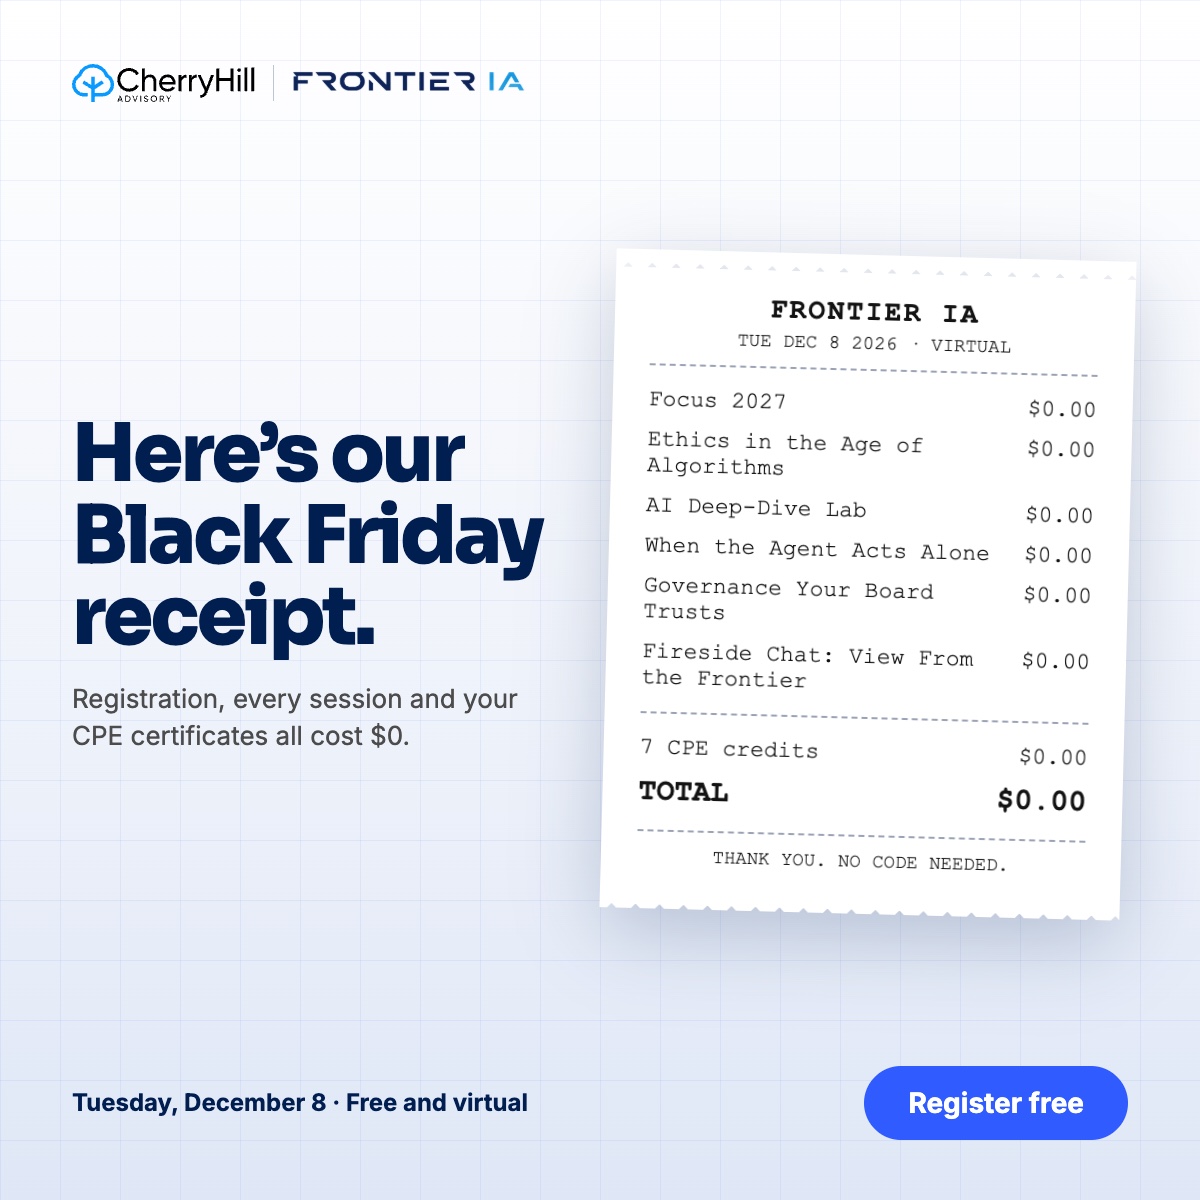 CherryHill
ADVISORY
FRONTIER IA
Here's our
Black Friday
receipt.
Registration, every session and your
CPE certificates all cost $0.
FRONTIER IA
TUE DEC 8 2026 · VIRTUAL
Focus 2027 $0.00
Ethics in the Age of $0.00
Algorithms
AI Deep-Dive Lab $0.00
When the Agent Acts Alone $0.00
Governance Your Board $0.00
Trusts
Fireside Chat: View From $0.00
the Frontier
7 CPE credits $0.00
TOTAL $0.00
THANK YOU. NO CODE NEEDED.
Tuesday, December 8 · Free and virtual
Register free